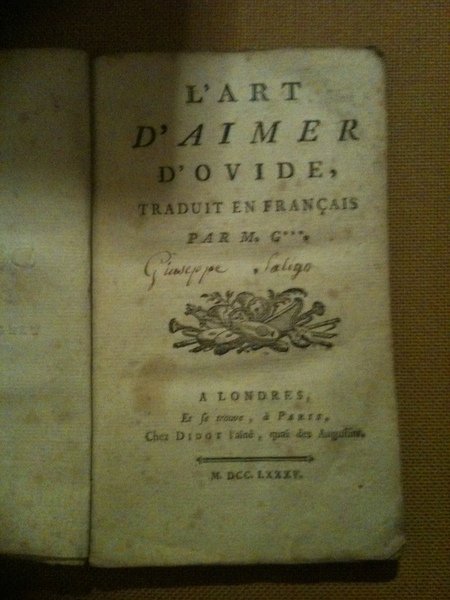 L'ART
D'AIMER
D'OVIDE,
TRADUIT EN FRANÇAIS
PAR M. G***.
Giuseppe
A LONDRES,
Et se trouve, à PARIS,
Chez DIDOT l'aîné, quai des Augustins.
M. DCC. LXXXV.